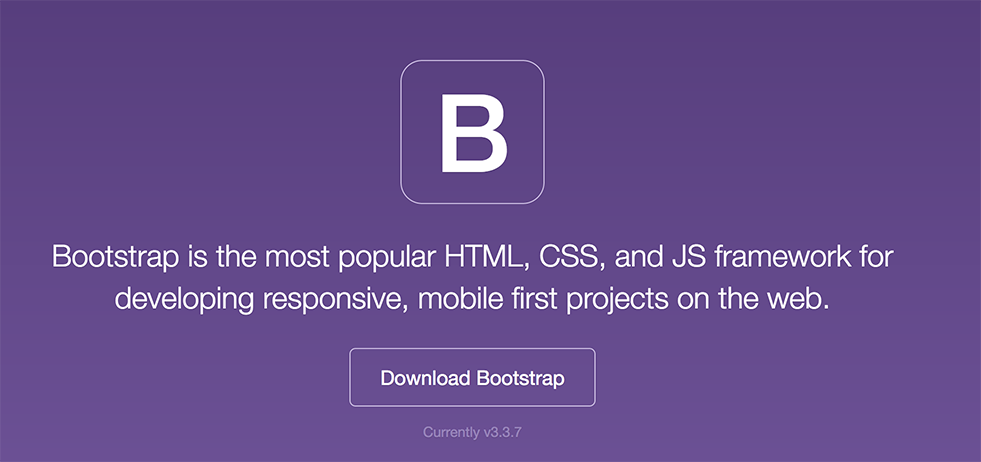 B
Bootstrap is the most popular HTML, CSS, and JS framework for
developing responsive, mobile first projects on the web.
Download Bootstrap
Currently v3.3.7